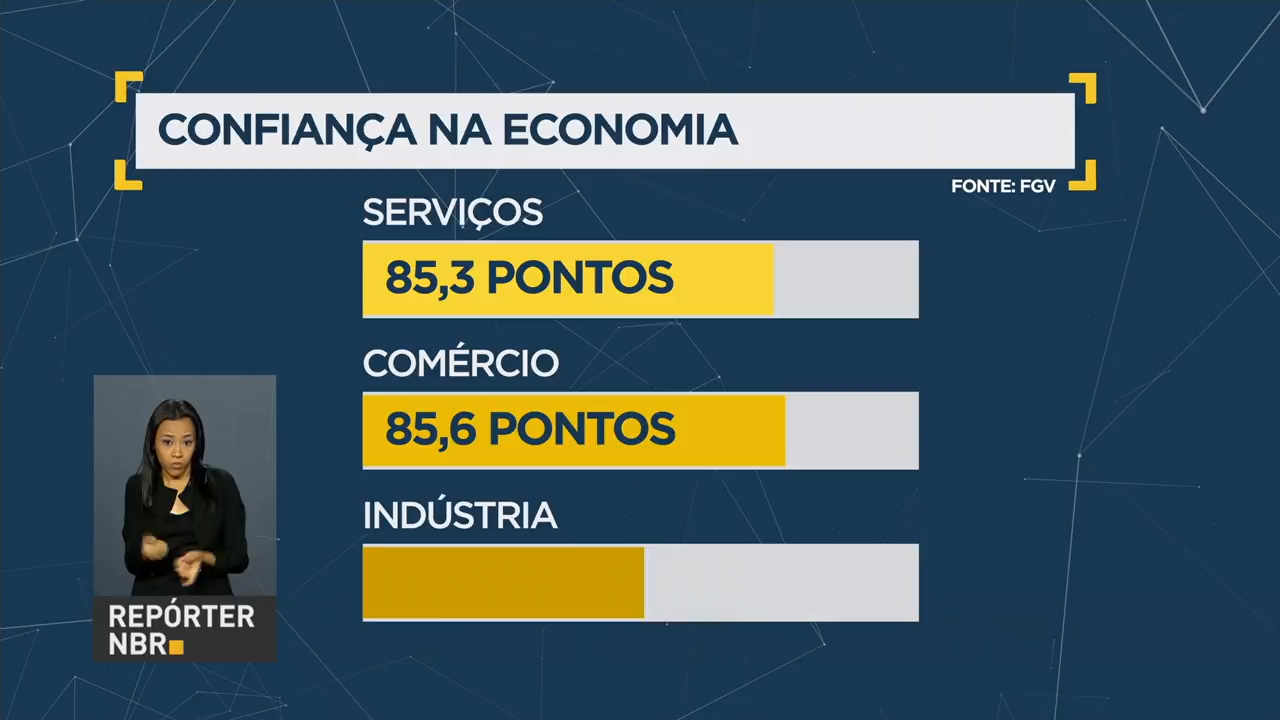 CONFIANÇA NA ECONOMIA
FONTE: FGV
SERVIÇOS
85,3 PONTOS
COMÉRCIO
85,6 PONTOS
INDÚSTRIA
REPÓRTER
NBR